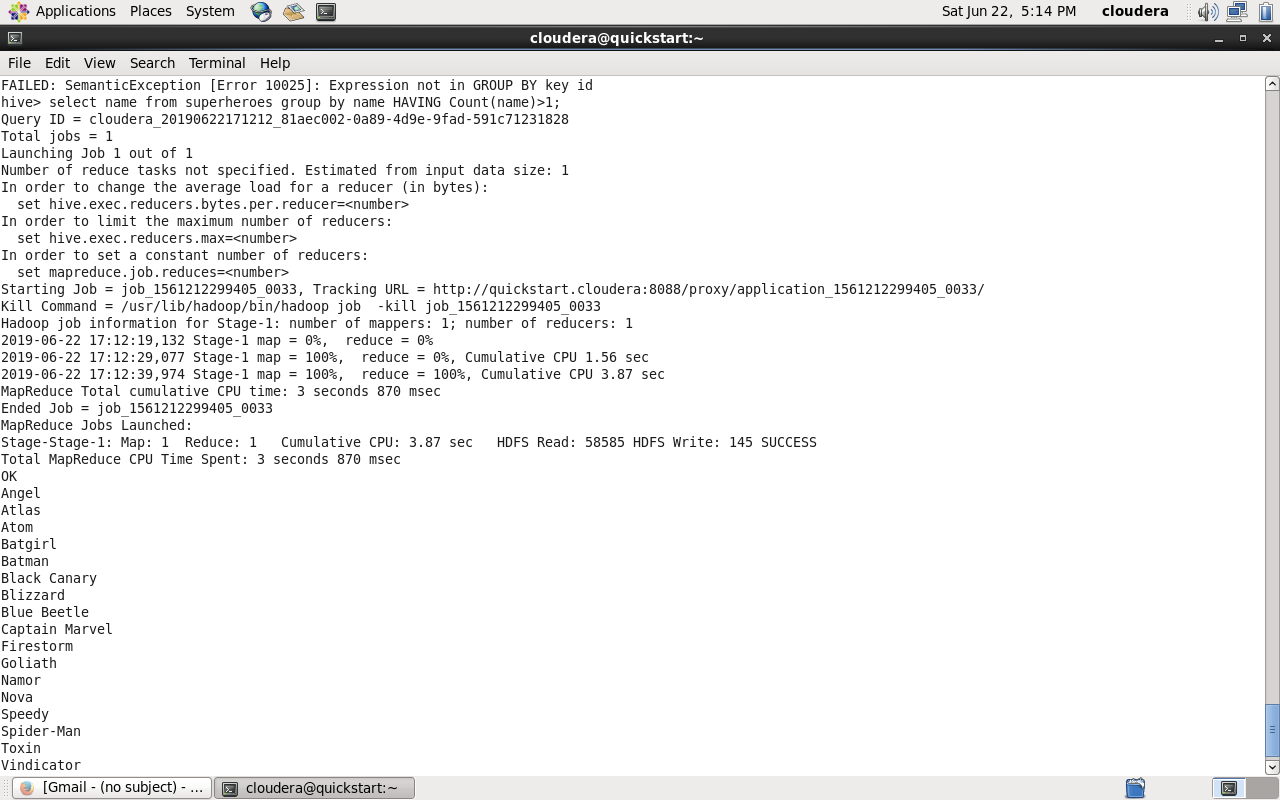 Applications Places System Sat Jun 22, 5:14 PM cloudera
cloudera@quickstart:~
File Edit View Search Terminal Help
FAILED: SemanticException [Error 10025]: Expression not in GROUP BY key id
hive> select name from superheroes group by name HAVING Count(name)>1;
Query ID = cloudera_20190622171212_81aec002-0a89-4d9e-9fad-591c71231828
Total jobs = 1
Launching Job 1 out of 1
Number of reduce tasks not specified. Estimated from input data size: 1
In order to change the average load for a reducer (in bytes):
  set hive.exec.reducers.bytes.per.reducer=<number>
In order to limit the maximum number of reducers:
  set hive.exec.reducers.max=<number>
In order to set a constant number of reducers:
  set mapreduce.job.reduces=<number>
Starting Job = job_1561212299405_0033, Tracking URL = http://quickstart.cloudera:8088/proxy/application_1561212299405_0033/
Kill Command = /usr/lib/hadoop/bin/hadoop job  -kill job_1561212299405_0033
Hadoop job information for Stage-1: number of mappers: 1; number of reducers: 1
2019-06-22 17:12:19,132 Stage-1 map = 0%,  reduce = 0%
2019-06-22 17:12:29,077 Stage-1 map = 100%,  reduce = 0%, Cumulative CPU 1.56 sec
2019-06-22 17:12:39,974 Stage-1 map = 100%,  reduce = 100%, Cumulative CPU 3.87 sec
MapReduce Total cumulative CPU time: 3 seconds 870 msec
Ended Job = job_1561212299405_0033
MapReduce Jobs Launched:
Stage-Stage-1: Map: 1  Reduce: 1   Cumulative CPU: 3.87 sec   HDFS Read: 58585 HDFS Write: 145 SUCCESS
Total MapReduce CPU Time Spent: 3 seconds 870 msec
OK
Angel
Atlas
Atom
Batgirl
Batman
Black Canary
Blizzard
Blue Beetle
Captain Marvel
Firestorm
Goliath
Namor
Nova
Speedy
Spider-Man
Toxin
Vindicator
[Gmail - (no subject) - ... cloudera@quickstart:~